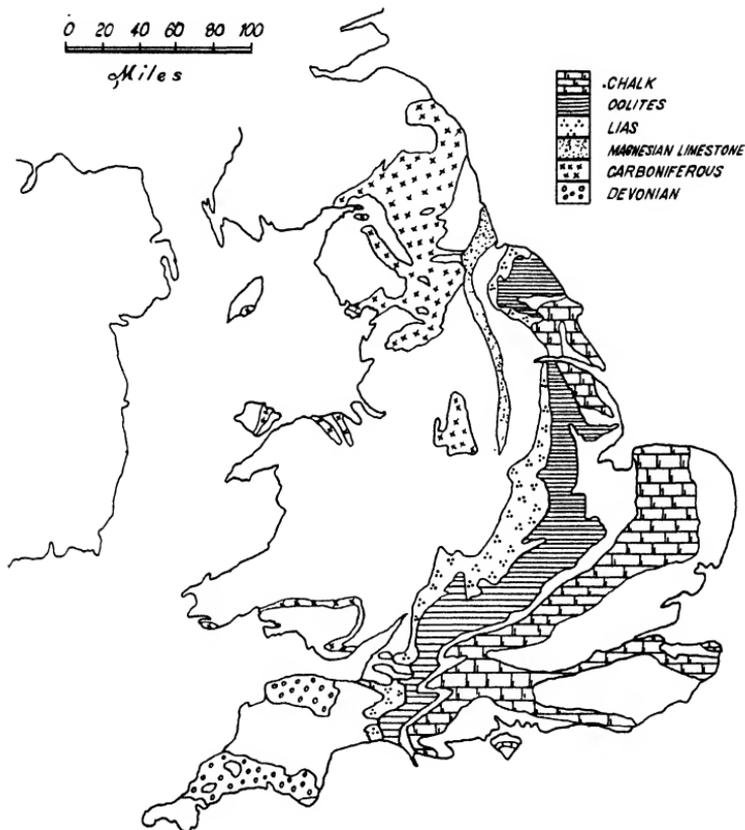 0 20 40 60 80 100
Miles
.CHALK
OOLITES
LIAS
MAGNESIAN LIMESTONE
CARBONIFEROUS
DEVONIAN